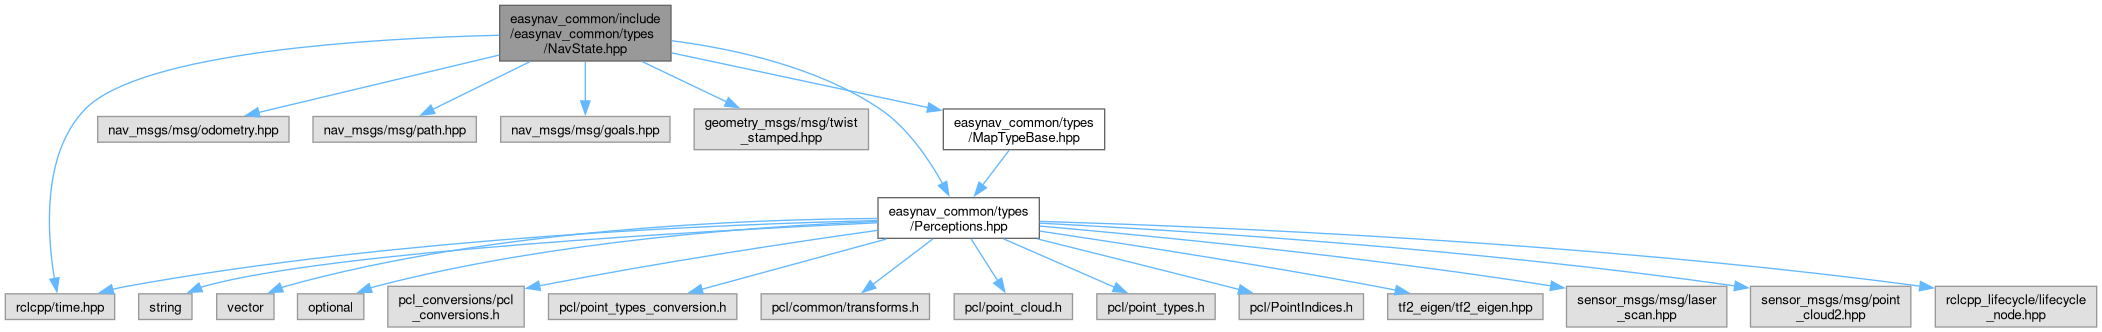 easynav_common/include
/easynav_common/types
/NavState.hpp
nav_msgs/msg/odometry.hpp
nav_msgs/msg/path.hpp
nav_msgs/msg/goals.hpp
geometry_msgs/msg/twist
_stamped.hpp
easynav_common/types
/MapTypeBase.hpp
easynav_common/types
/Perceptions.hpp
rclcpp/time.hpp
string
vector
optional
pcl_conversions/pcl
_conversions.h
pcl/point_types_conversion.h
pcl/common/transforms.h
pcl/point_cloud.h
pcl/point_types.h
pcl/PointIndices.h
tf2_eigen/tf2_eigen.hpp
sensor_msgs/msg/laser
_scan.hpp
sensor_msgs/msg/point
_cloud2.hpp
rclcpp_lifecycle/lifecycle
_node.hpp